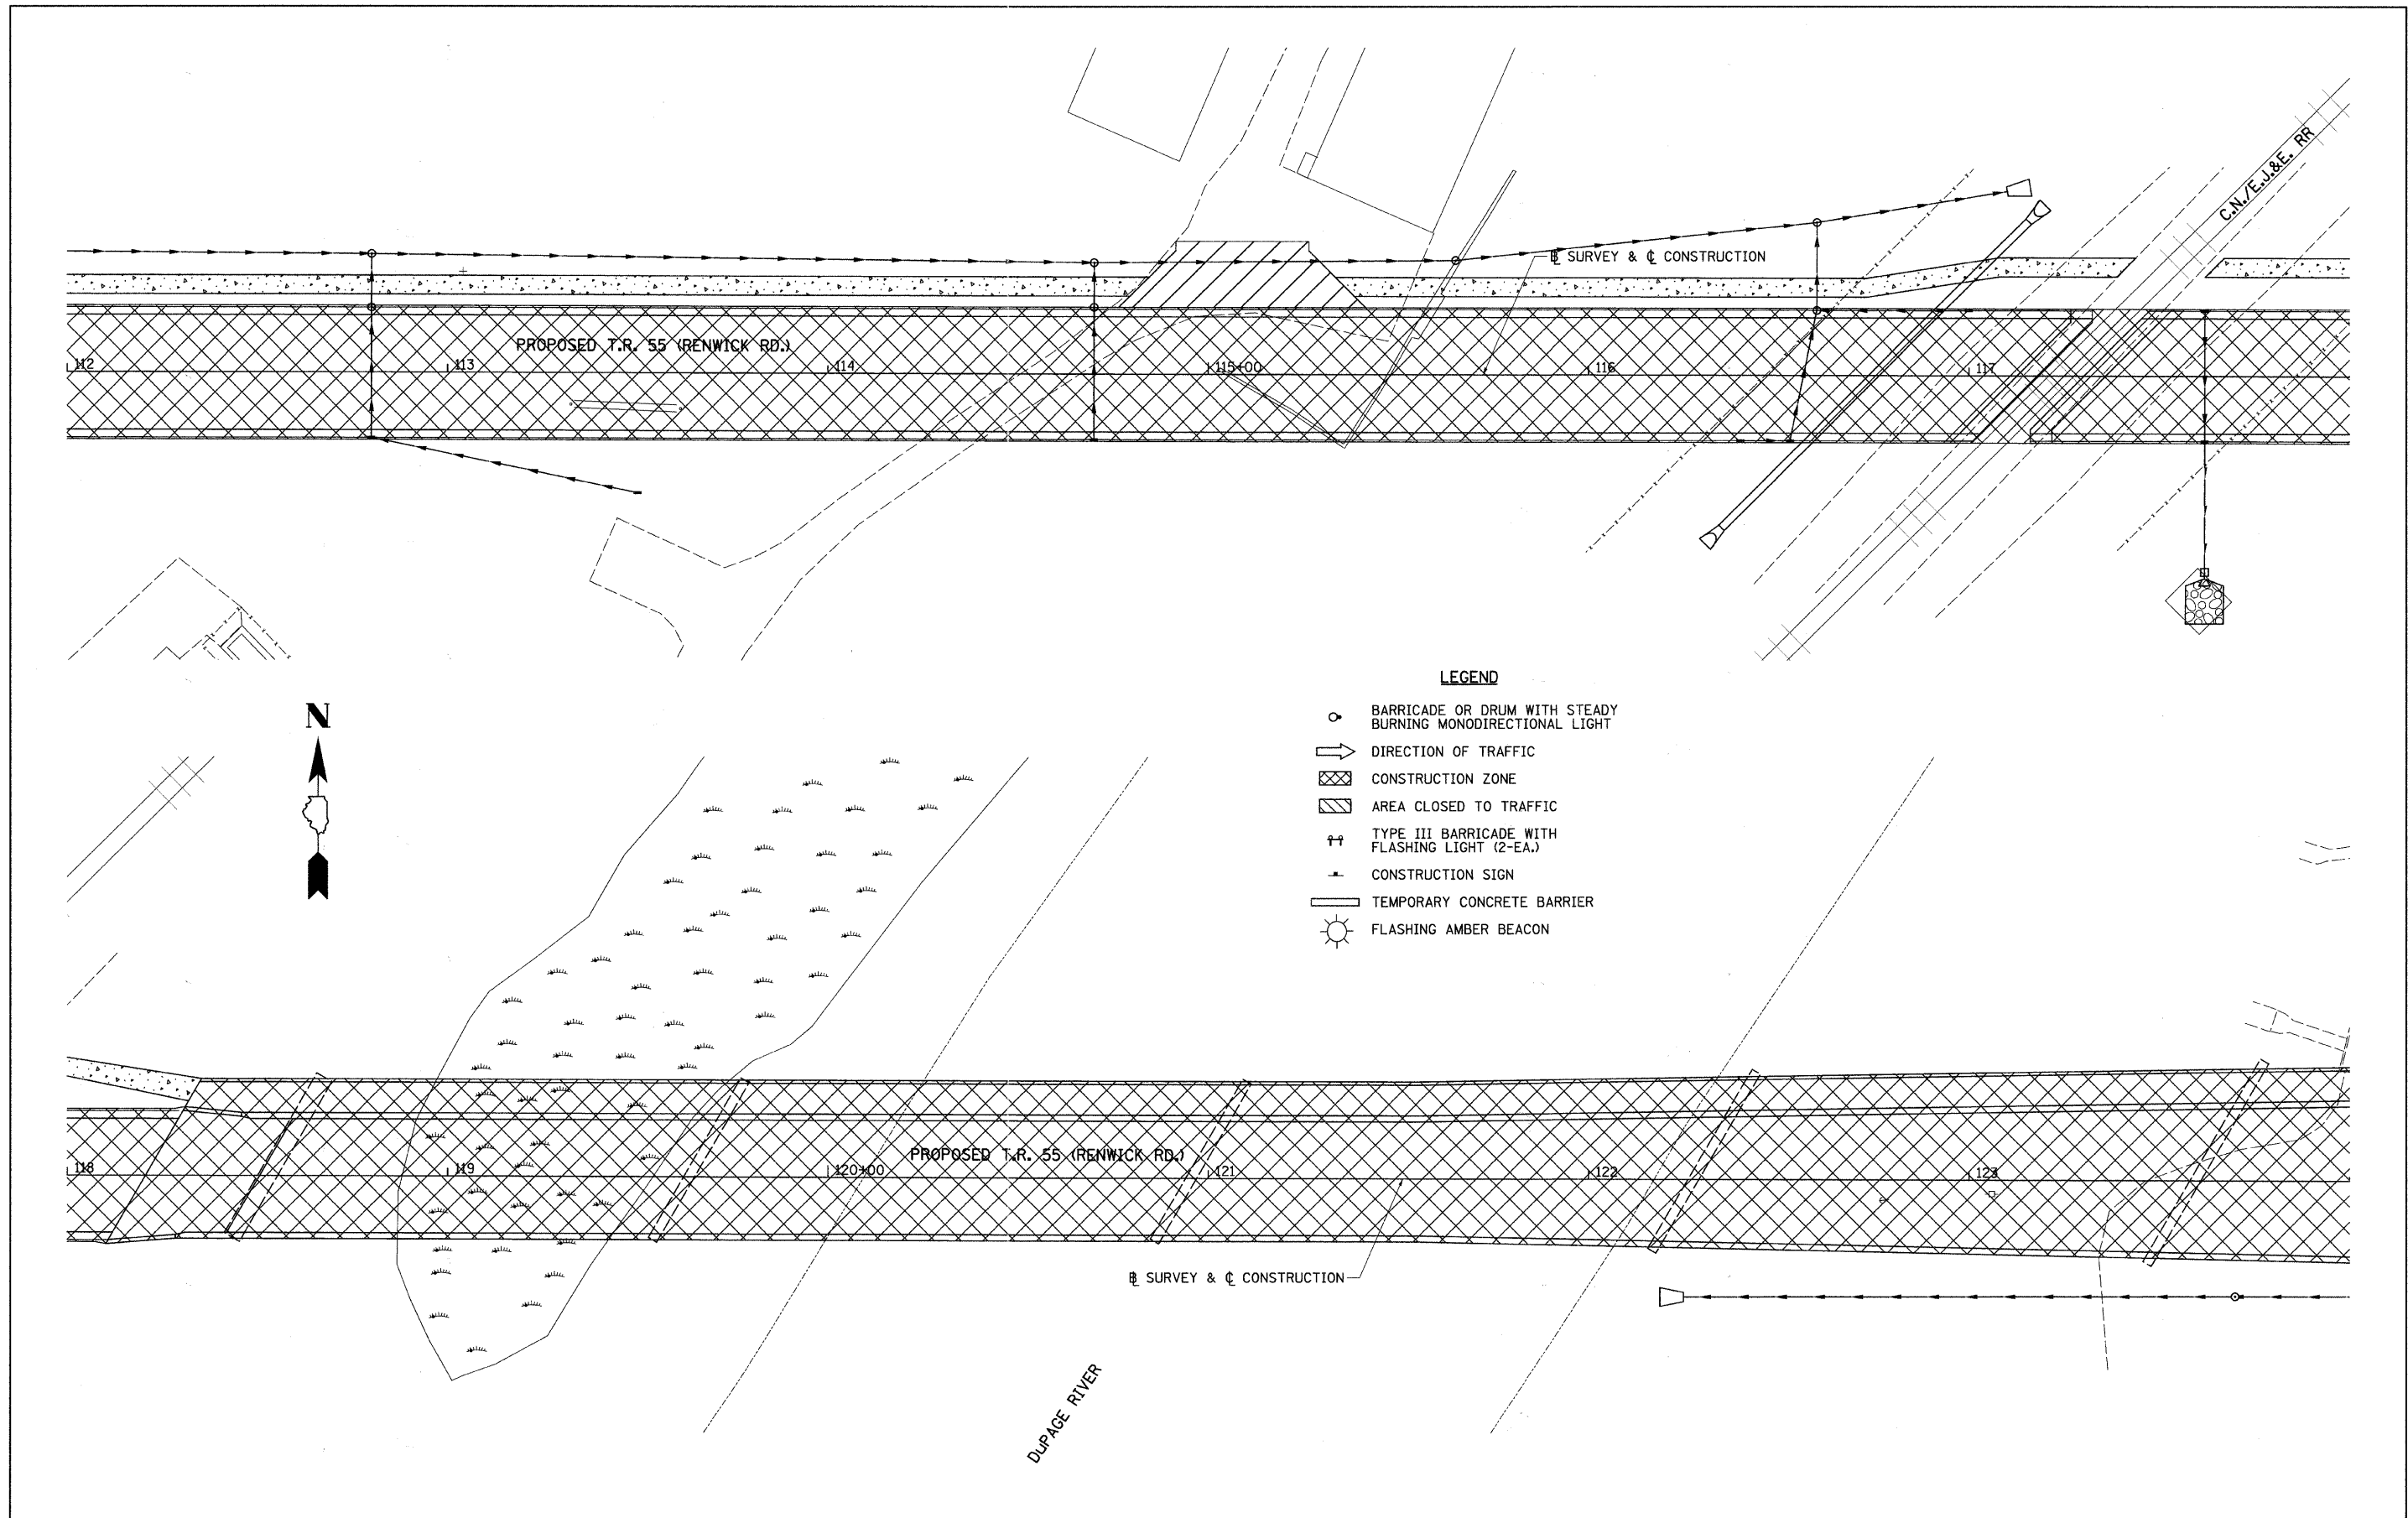 C.N./E.J.&E. RR
℄ SURVEY & ℄ CONSTRUCTION
PROPOSED T.R. 55 (RENWICK RD.)
112
113
114
115+00
116
117
LEGEND
BARRICADE OR DRUM WITH STEADY
BURNING MONODIRECTIONAL LIGHT
DIRECTION OF TRAFFIC
CONSTRUCTION ZONE
AREA CLOSED TO TRAFFIC
TYPE III BARRICADE WITH
FLASHING LIGHT (2-EA.)
CONSTRUCTION SIGN
TEMPORARY CONCRETE BARRIER
FLASHING AMBER BEACON
N
PROPOSED T.R. 55 (RENWICK RD.)
118
119
120+00
121
122
123
℄ SURVEY & ℄ CONSTRUCTION
DuPAGE RIVER